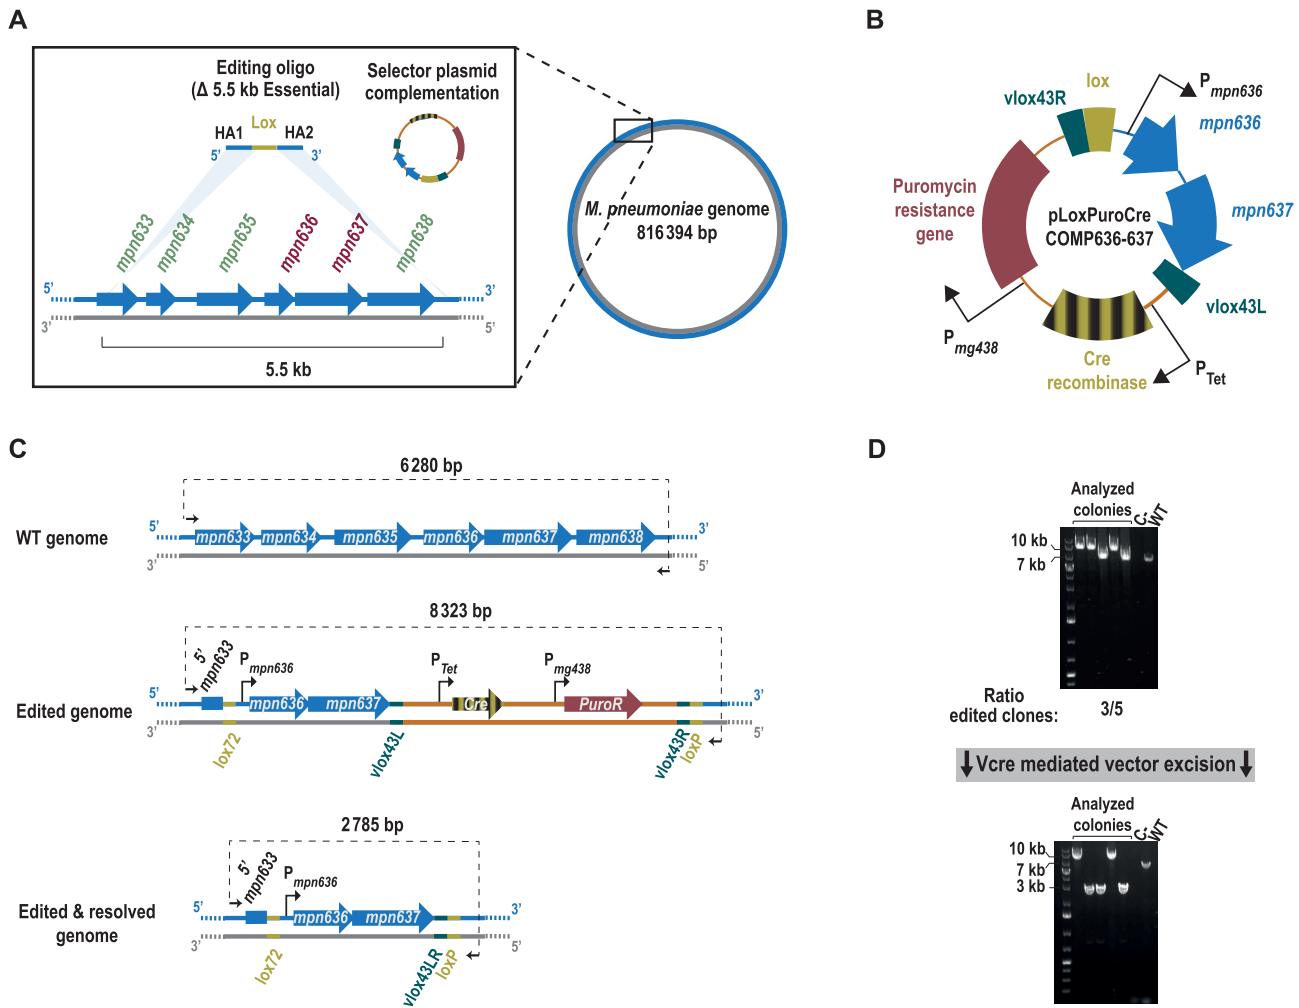 A
Editing oligo
(Δ 5.5 kb Essential)
Selector plasmid
complementation
Lox
HA1
HA2
5’
3’
mpn633
mpn634
mpn635
mpn636
mpn637
mpn638
5’
3’
3’
5’
5.5 kb
M. pneumoniae genome
816 394 bp
B
lox
vlox43R
Pmpn636
mpn636
Puromycin
resistance
gene
pLoxPuroCre
COMP636-637
mpn637
vlox43L
Pmg438
Cre
recombinase
PTet
C
6 280 bp
WT genome
5’
3’
mpn633
mpn634
mpn635
mpn636
mpn637
mpn638
3’
5’
8 323 bp
5’
mpn633
Pmpn636
PTet
Pmg438
Edited genome
5’
3’
mpn636
mpn637
Cre
PuroR
3’
5’
lox72
vlox43L
vlox43R
loxP
2 785 bp
5’
mpn633
Pmpn636
Edited & resolved
genome
5’
3’
mpn636
mpn637
3’
5’
lox72
vlox43LR
loxP
D
Analyzed
colonies
C-
WT
10 kb
7 kb
Ratio
edited clones:
3/5
Vcre mediated vector excision
Analyzed
colonies
C-
WT
10 kb
7 kb
3 kb